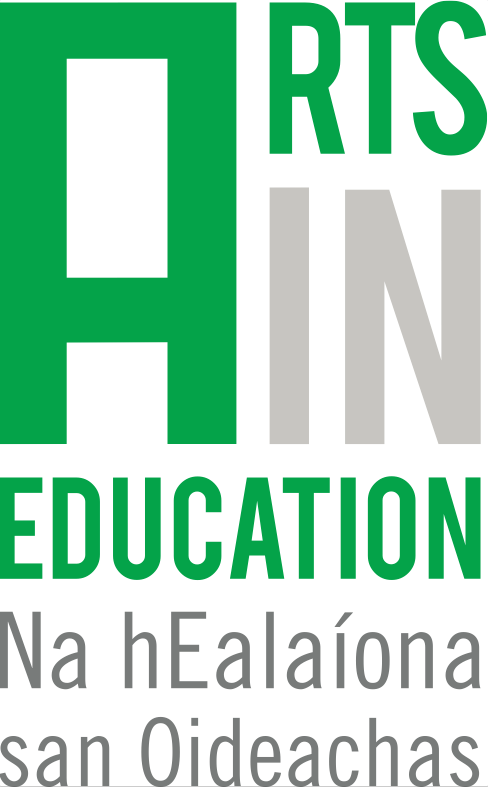 ARTS
IN
EDUCATION
Na hEalaíona
san Oideachas